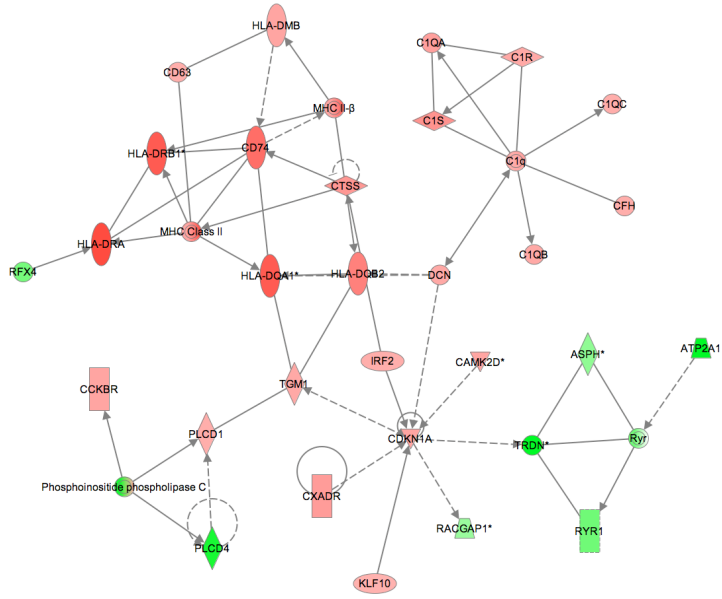 HLA-DMB
C1QA
C1R
CD63
C1QC
MHC II-β
C1S
HLA-DRB1*
CD74
C1q
CTSS
CFH
MHC Class II
HLA-DRA
C1QB
RFX4
HLA-DQA1*
HLA-DQB2
DCN
ATP2A1
ASPH*
IRF2
CAMK2D*
TGM1
CCKBR
PLCD1
CDKN1A
TRDN*
Ryr
Phosphoinositide phospholipase C
CXADR
RACGAP1*
RYR1
PLCD4
KLF10